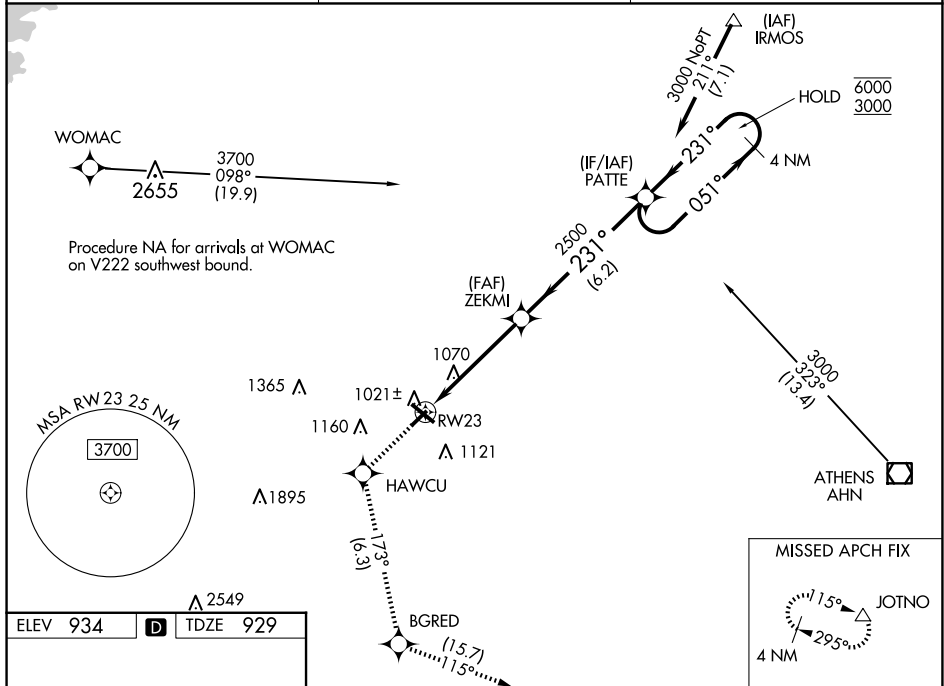 (IAF)
IRMOS
3000 NoPT
211°
(7.1)
HOLD
6000
3000
231°
4 NM
051°
(IF/IAF)
PATTE
WOMAC
2655
3700
098°
(19.9)
Procedure NA for arrivals at WOMAC
on V222 southwest bound.
2500
231°
(6.2)
(FAF)
ZEKMI
1070
1365
1021±
RW23
1160
1121
3000
323°
(13.4)
MSA RW23 25 NM
3700
HAWCU
1895
ATHENS
AHN
173°
(6.3)
2549
BGRED
(15.7)
115°
MISSED APCH FIX
115°
JOTNO
295°
4 NM
ELEV 934 D TDZE 929